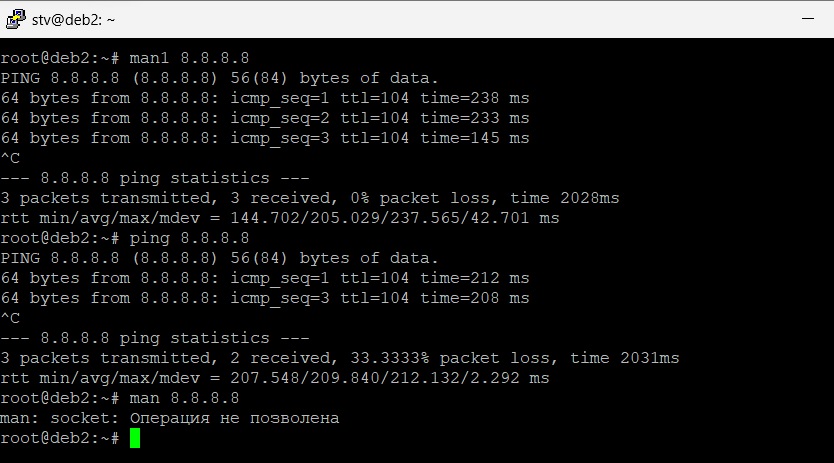 stv@deb2: ~
root@deb2:~# man1 8.8.8.8
PING 8.8.8.8 (8.8.8.8) 56(84) bytes of data.
64 bytes from 8.8.8.8: icmp_seq=1 ttl=104 time=238 ms
64 bytes from 8.8.8.8: icmp_seq=2 ttl=104 time=233 ms
64 bytes from 8.8.8.8: icmp_seq=3 ttl=104 time=145 ms
^C
--- 8.8.8.8 ping statistics ---
3 packets transmitted, 3 received, 0% packet loss, time 2028ms
rtt min/avg/max/mdev = 144.702/205.029/237.565/42.701 ms
root@deb2:~# ping 8.8.8.8
PING 8.8.8.8 (8.8.8.8) 56(84) bytes of data.
64 bytes from 8.8.8.8: icmp_seq=1 ttl=104 time=212 ms
64 bytes from 8.8.8.8: icmp_seq=3 ttl=104 time=208 ms
^C
--- 8.8.8.8 ping statistics ---
3 packets transmitted, 2 received, 33.3333% packet loss, time 2031ms
rtt min/avg/max/mdev = 207.548/209.840/212.132/2.292 ms
root@deb2:~# man 8.8.8.8
man: socket: Операция не позволена
root@deb2:~#